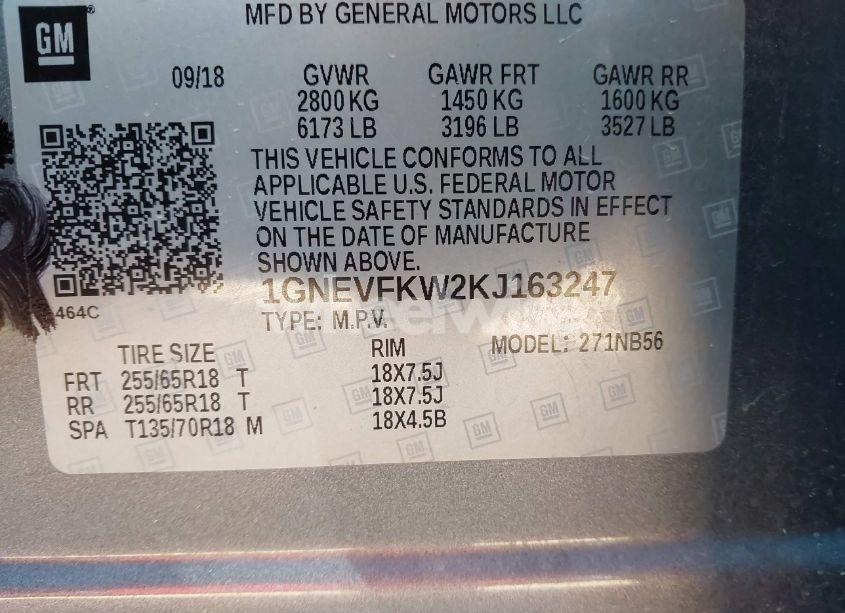 MFD BY GENERAL MOTORS LLC
GM
09/18 GVWR GAWR FRT GAWR RR
2800 KG 1450 KG 1600 KG
6173 LB 3196 LB 3527 LB
THIS VEHICLE CONFORMS TO ALL
APPLICABLE U.S. FEDERAL MOTOR
VEHICLE SAFETY STANDARDS IN EFFECT
ON THE DATE OF MANUFACTURE
SHOWN ABOVE.
1GNEVFKW2KJ163247
464C
TYPE: M.P.V.
MODEL: 271NB56
TIRE SIZE RIM
FRT 255/65R18 T 18X7.5J
RR 255/65R18 T 18X7.5J
SPA T135/70R18 M 18X4.5B